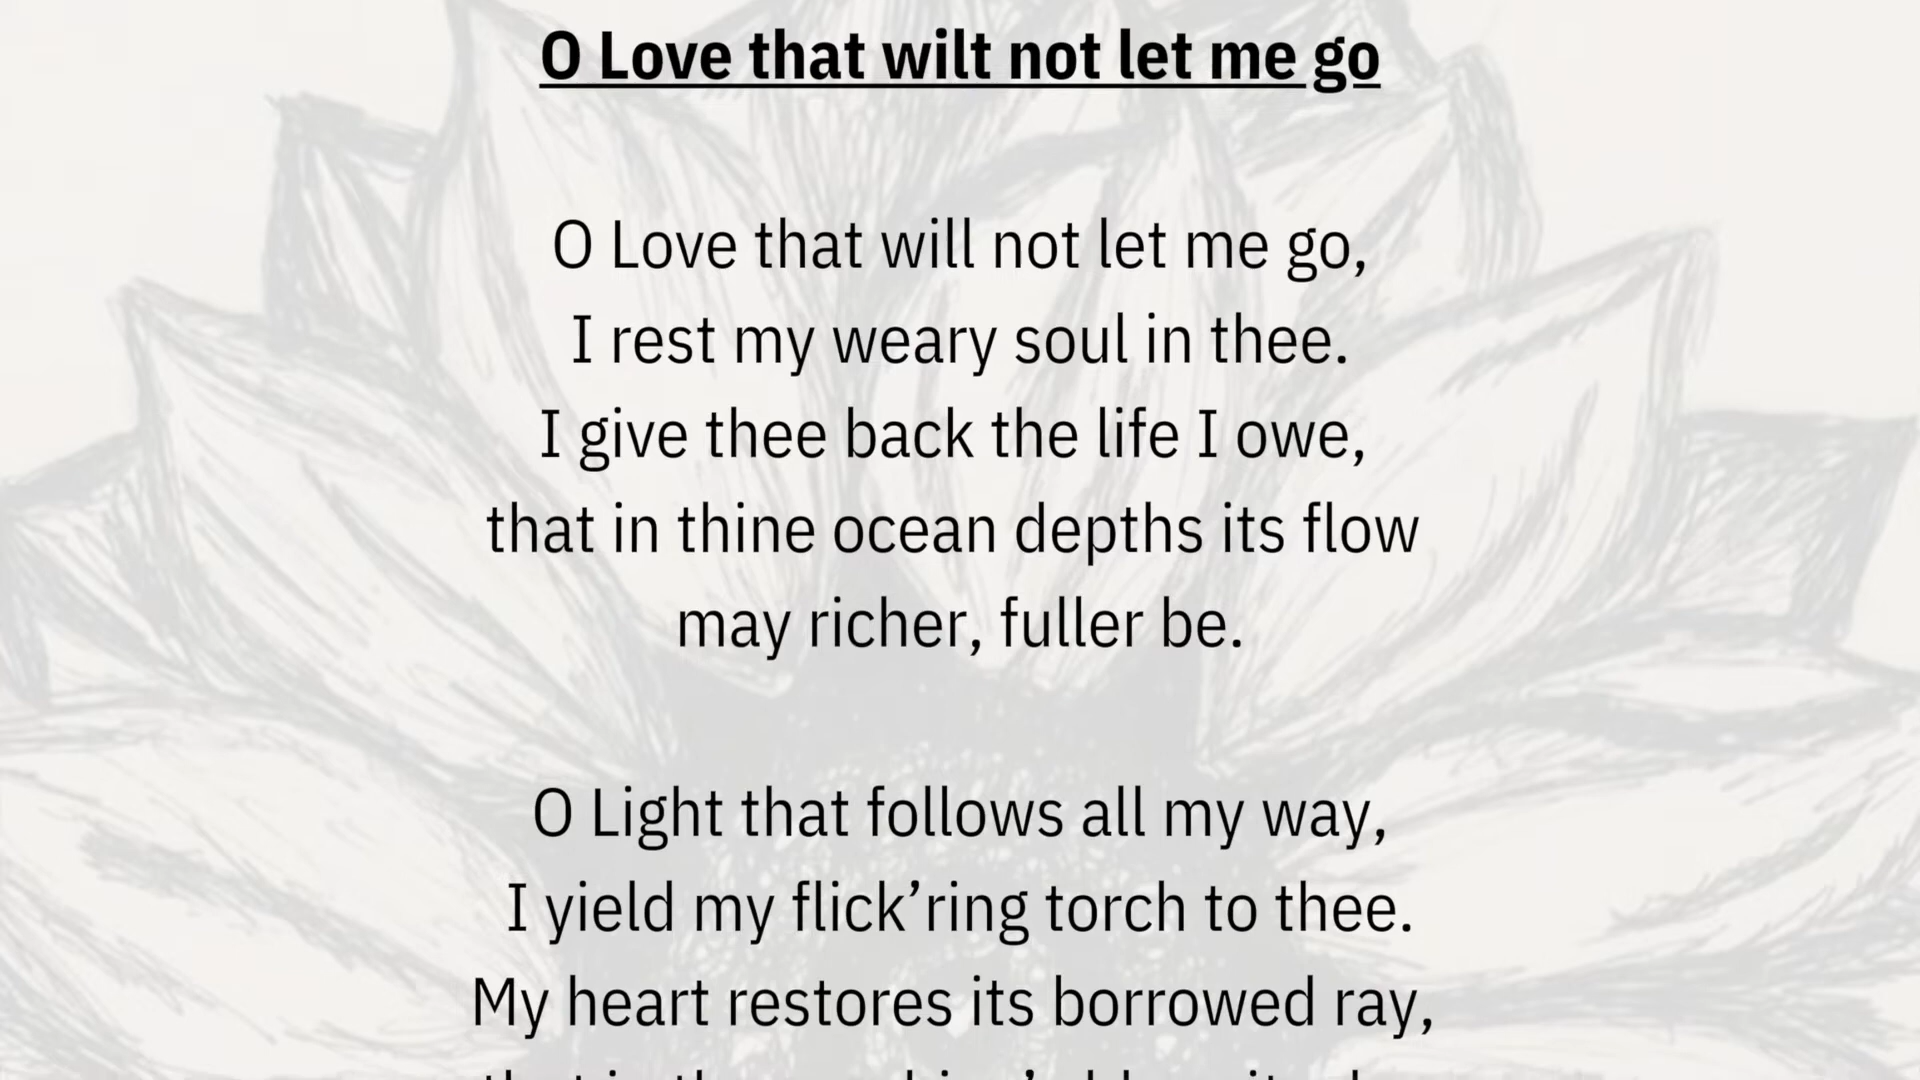 O Love that wilt not let me go
O Love that will not let me go,
I rest my weary soul in thee.
I give thee back the life I owe,
that in thine ocean depths its flow
may richer, fuller be.
O Light that follows all my way,
I yield my flick’ring torch to thee.
My heart restores its borrowed ray,